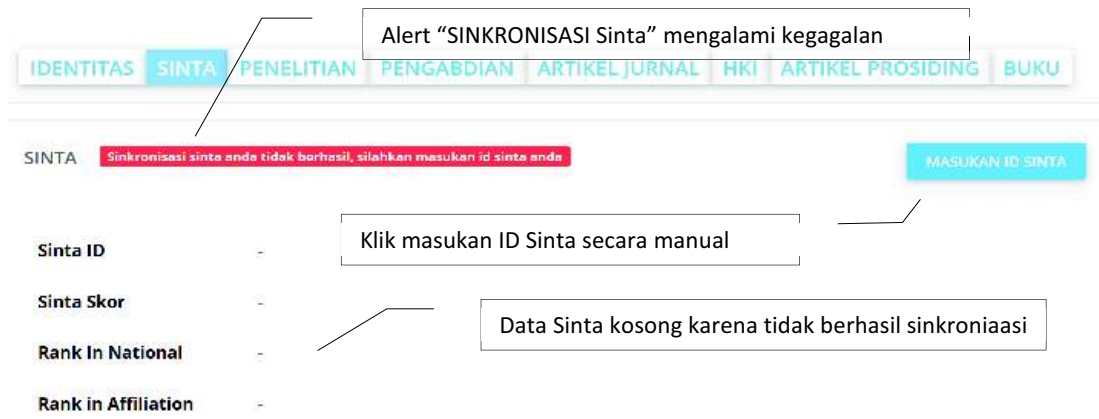 Alert “SINKRONISASI Sinta” mengalami kegagalan
IDENTITAS SINTA PENELITIAN PENGABDIAN ARTIKEL JURNAL HKI ARTIKEL PROSIDING BUKU
SINTA Sinkronisasi sinta anda tidak berhasil, silahkan masukan id sinta anda MASUKAN ID SINTA
Klik masukan ID Sinta secara manual
Sinta ID -
Sinta Skor -
Data Sinta kosong karena tidak berhasil sinkroniaasi
Rank In National -
Rank in Affiliation -